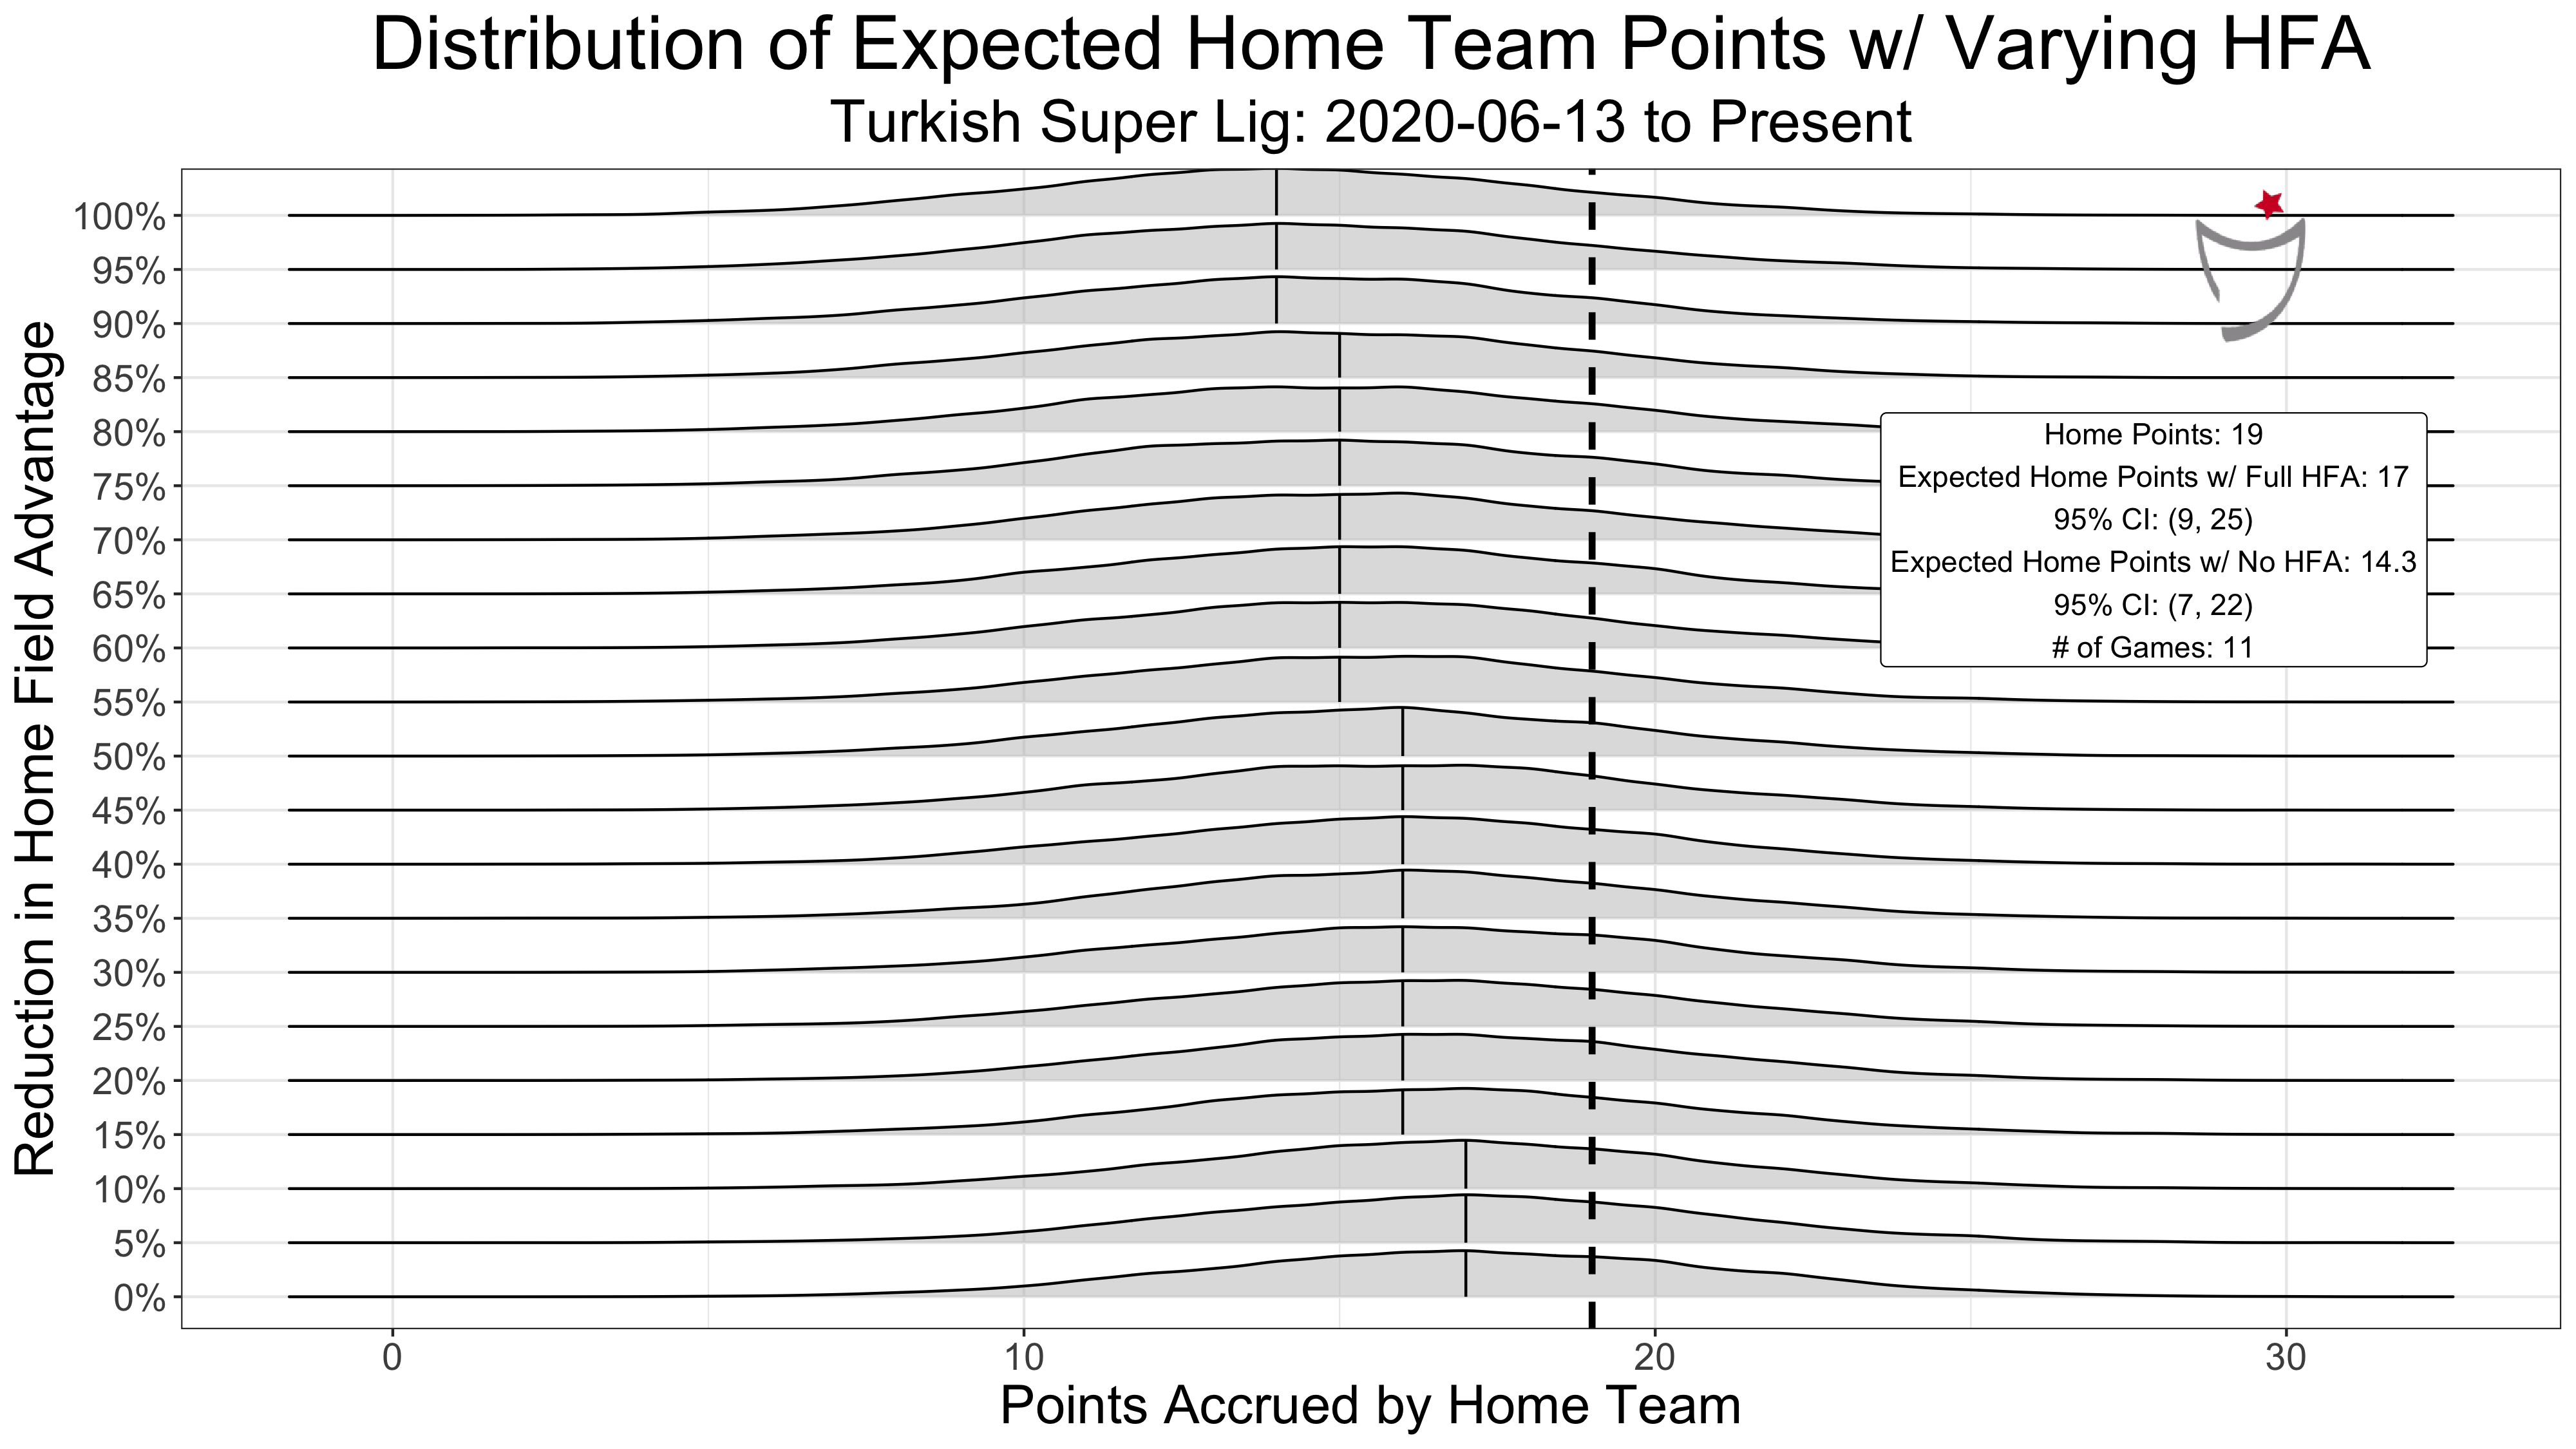 Distribution of Expected Home Team Points w/ Varying HFA
Turkish Super Lig: 2020-06-13 to Present
Reduction in Home Field Advantage
100%
95%
90%
85%
80%
75%
70%
65%
60%
55%
50%
45%
40%
35%
30%
25%
20%
15%
10%
5%
0%
Home Points: 19
Expected Home Points w/ Full HFA: 17
95% CI: (9, 25)
Expected Home Points w/ No HFA: 14.3
95% CI: (7, 22)
# of Games: 11
0 10 20 30
Points Accrued by Home Team